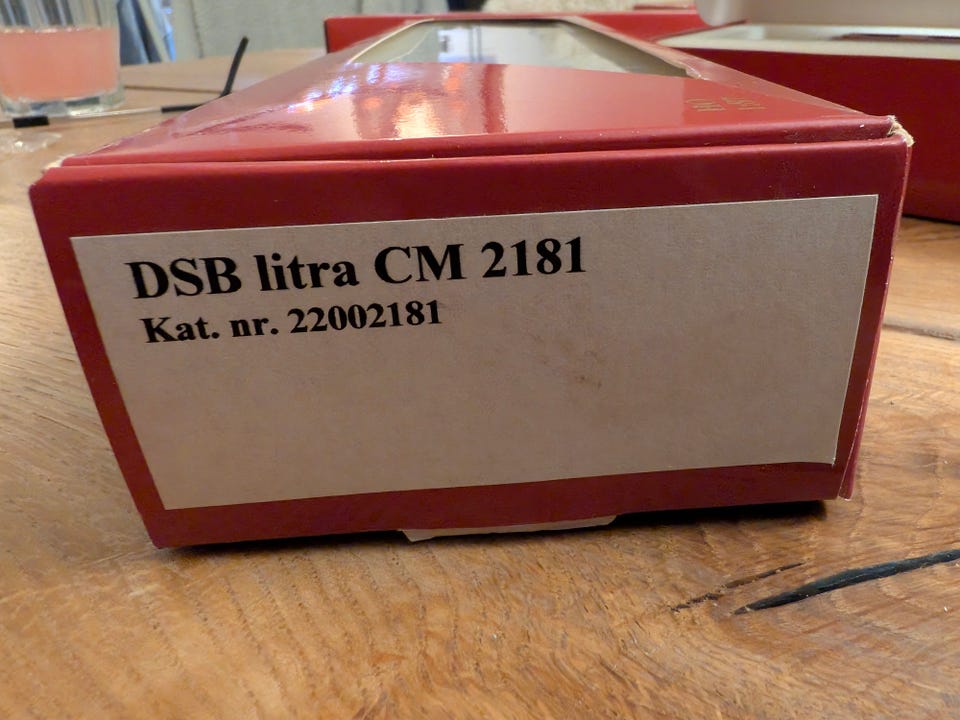 DSB litra CM 2181
Kat. nr. 22002181